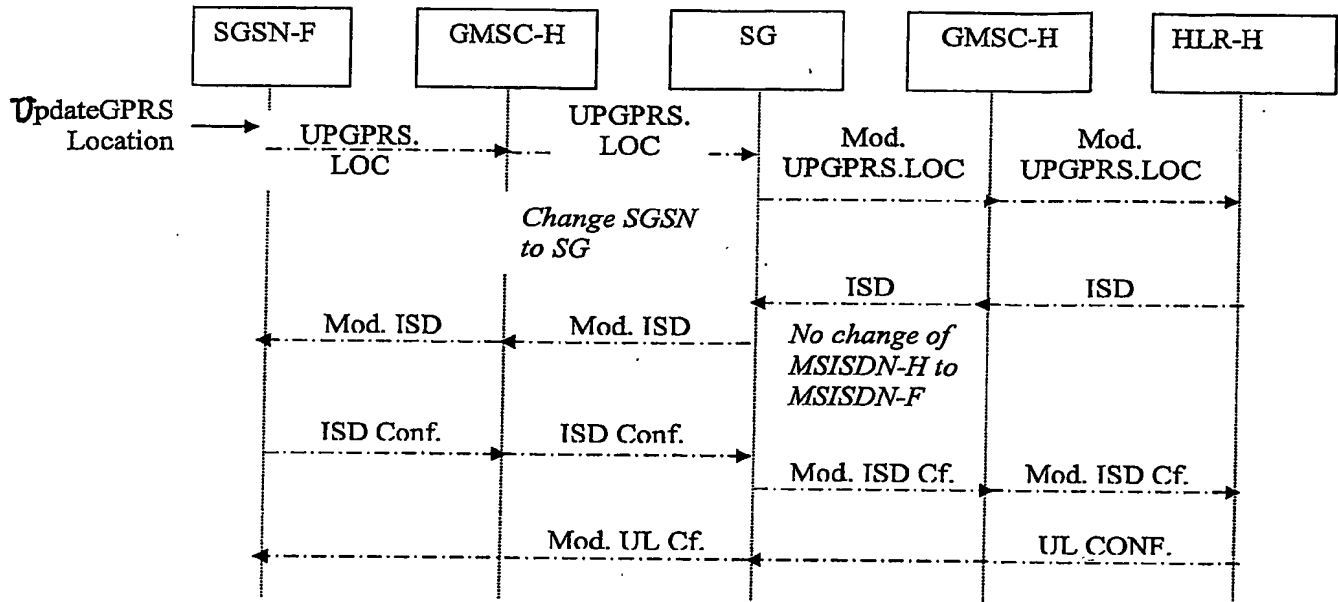 SGSN-F
GMSC-H
SG
GMSC-H
HLR-H
UpdateGPRS
Location
UPGPRS.
LOC
UPGPRS.
LOC
Mod.
UPGPRS.LOC
Mod.
UPGPRS.LOC
Change SGSN
to SG
ISD
ISD
Mod. ISD
Mod. ISD
No change of
MSISDN-H to
MSISDN-F
ISD Conf.
ISD Conf.
Mod. ISD Cf.
Mod. ISD Cf.
Mod. UL Cf.
UL CONF.